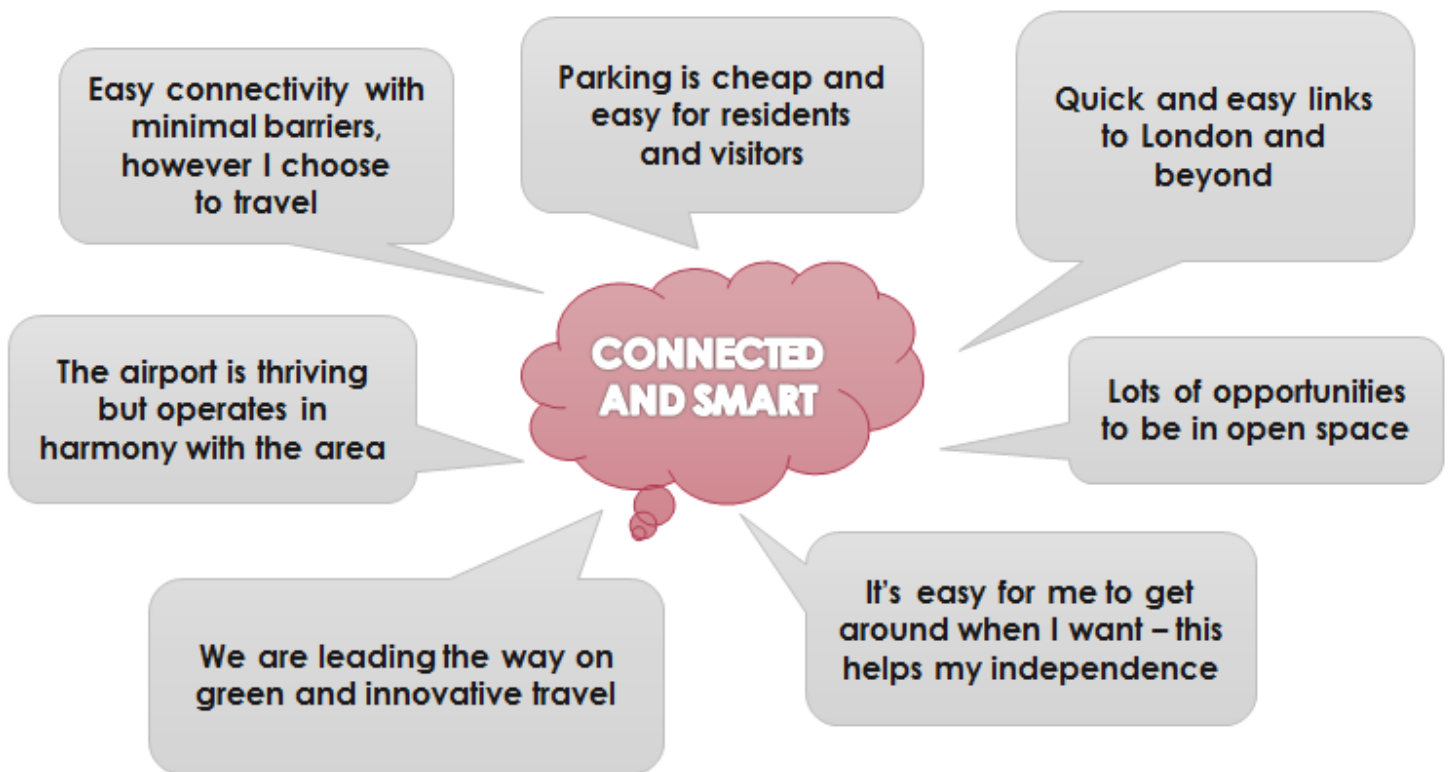 Easy connectivity with
minimal barriers,
however I choose
to travel
Parking is cheap and
easy for residents
and visitors
Quick and easy links
to London and
beyond
CONNECTED
AND SMART
The airport is thriving
but operates in
harmony with the area
Lots of opportunities
to be in open space
We are leading the way on
green and innovative travel
It's easy for me to get
around when I want – this
helps my independence